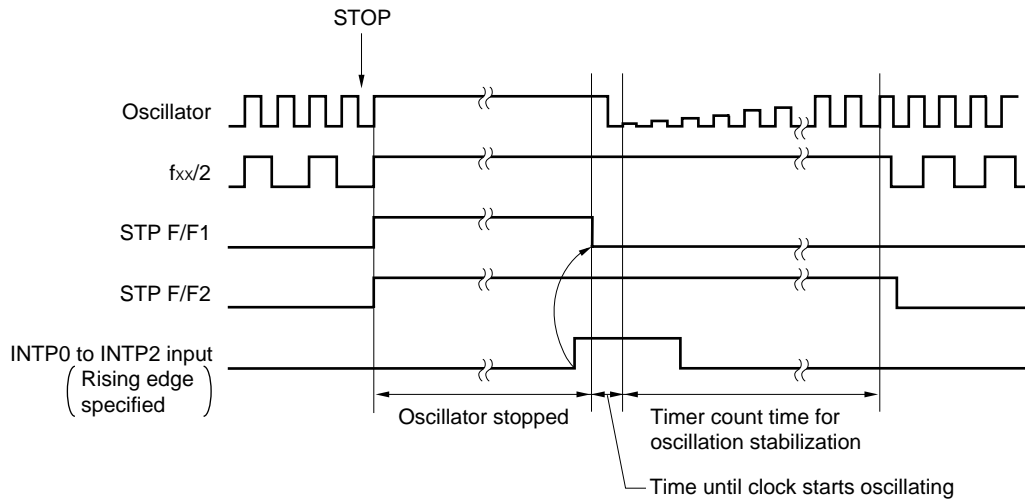 STOP
Oscillator
fxx/2
STP F/F1
STP F/F2
INTP0 to INTP2 input
Rising edge
specified
Oscillator stopped
Timer count time for
oscillation stabilization
Time until clock starts oscillating